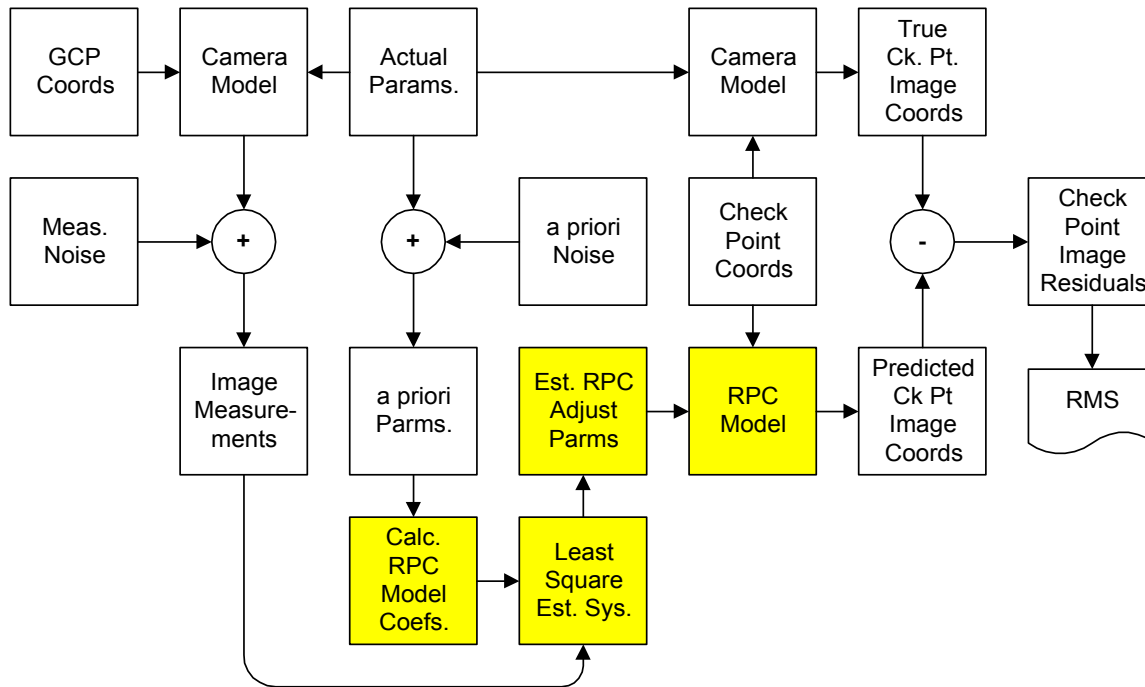 GCP
Coords
Camera
Model
Actual
Params.
Camera
Model
True
Ck. Pt.
Image
Coords
Meas.
Noise
+
+
a priori
Noise
Check
Point
Coords
-
Check
Point
Image
Residuals
Image
Measure-
ments
a priori
Parms.
Est. RPC
Adjust
Parms
RPC
Model
Predicted
Ck Pt
Image
Coords
RMS
Calc.
RPC
Model
Coefs.
Least
Square
Est. Sys.